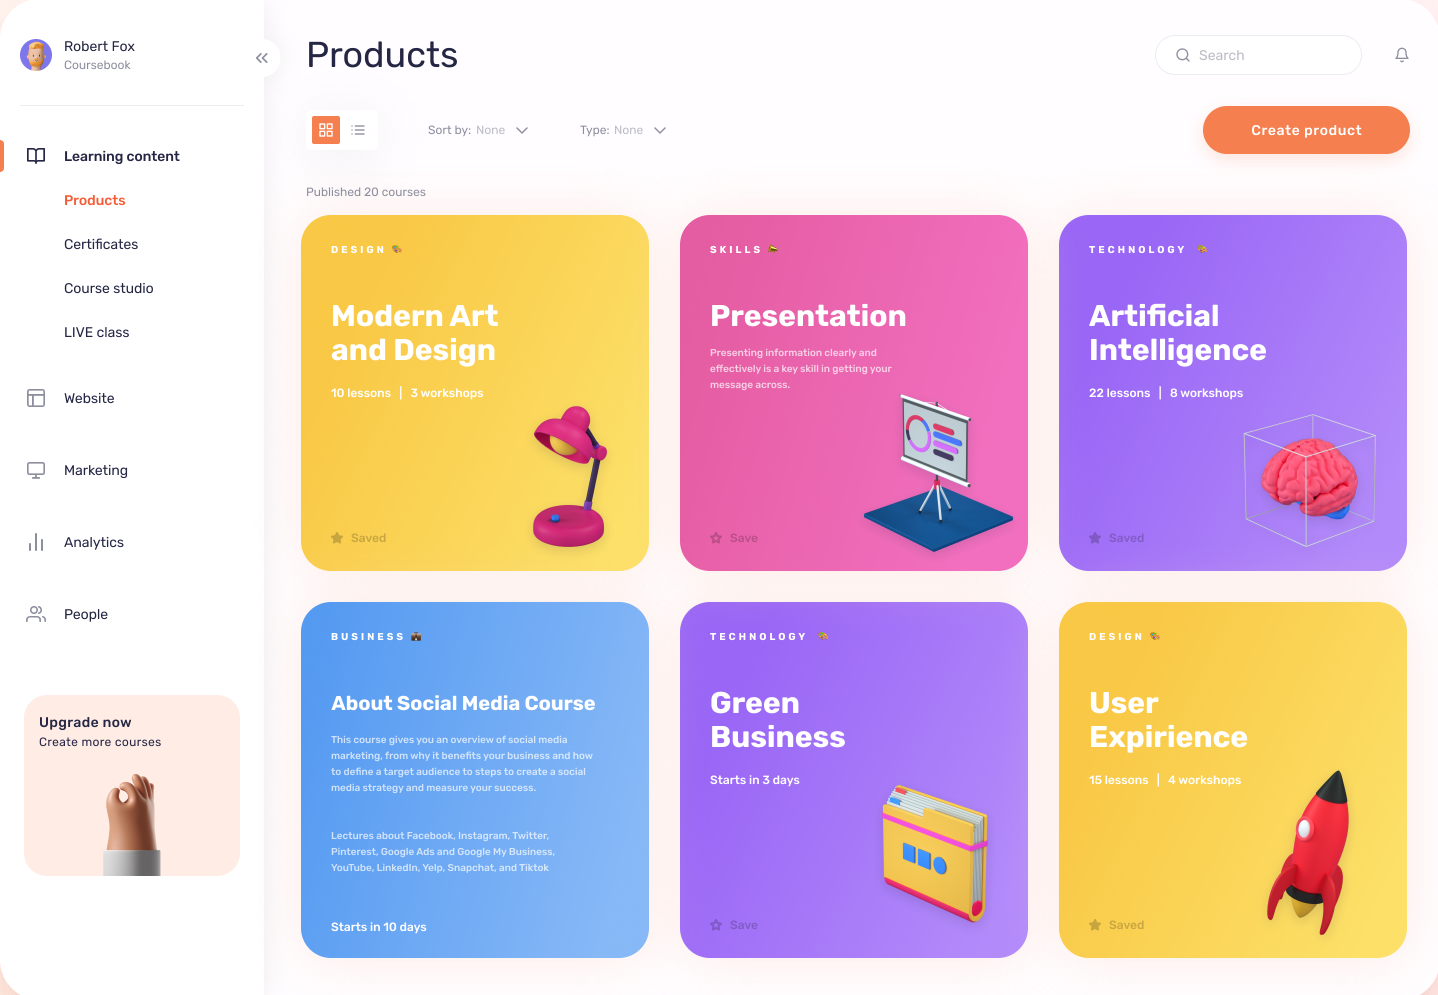 Robert Fox
Coursebook
Learning content
Products
Certificates
Course studio
LIVE class
Website
Marketing
Analytics
People
Upgrade now
Create more courses
Products
Search
Sort by: None
Type: None
Create product
Published 20 courses
DESIGN
Modern Art
and Design
10 lessons | 3 workshops
Saved
SKILLS
Presentation
Presenting information clearly and
effectively is a key skill in getting your
message across.
Save
TECHNOLOGY
Artificial
Intelligence
22 lessons | 8 workshops
Saved
BUSINESS
About Social Media Course
This course gives you an overview of social media
marketing, from why it benefits your business and how
to define a target audience to steps to create a social
media strategy and measure your success.
Lectures about Facebook, Instagram, Twitter,
Pinterest, Google Ads and Google My Business,
YouTube, LinkedIn, Yelp, Snapchat, and Tiktok
Starts in 10 days
TECHNOLOGY
Green
Business
Starts in 3 days
Save
DESIGN
User
Expirience
15 lessons | 4 workshops
Saved